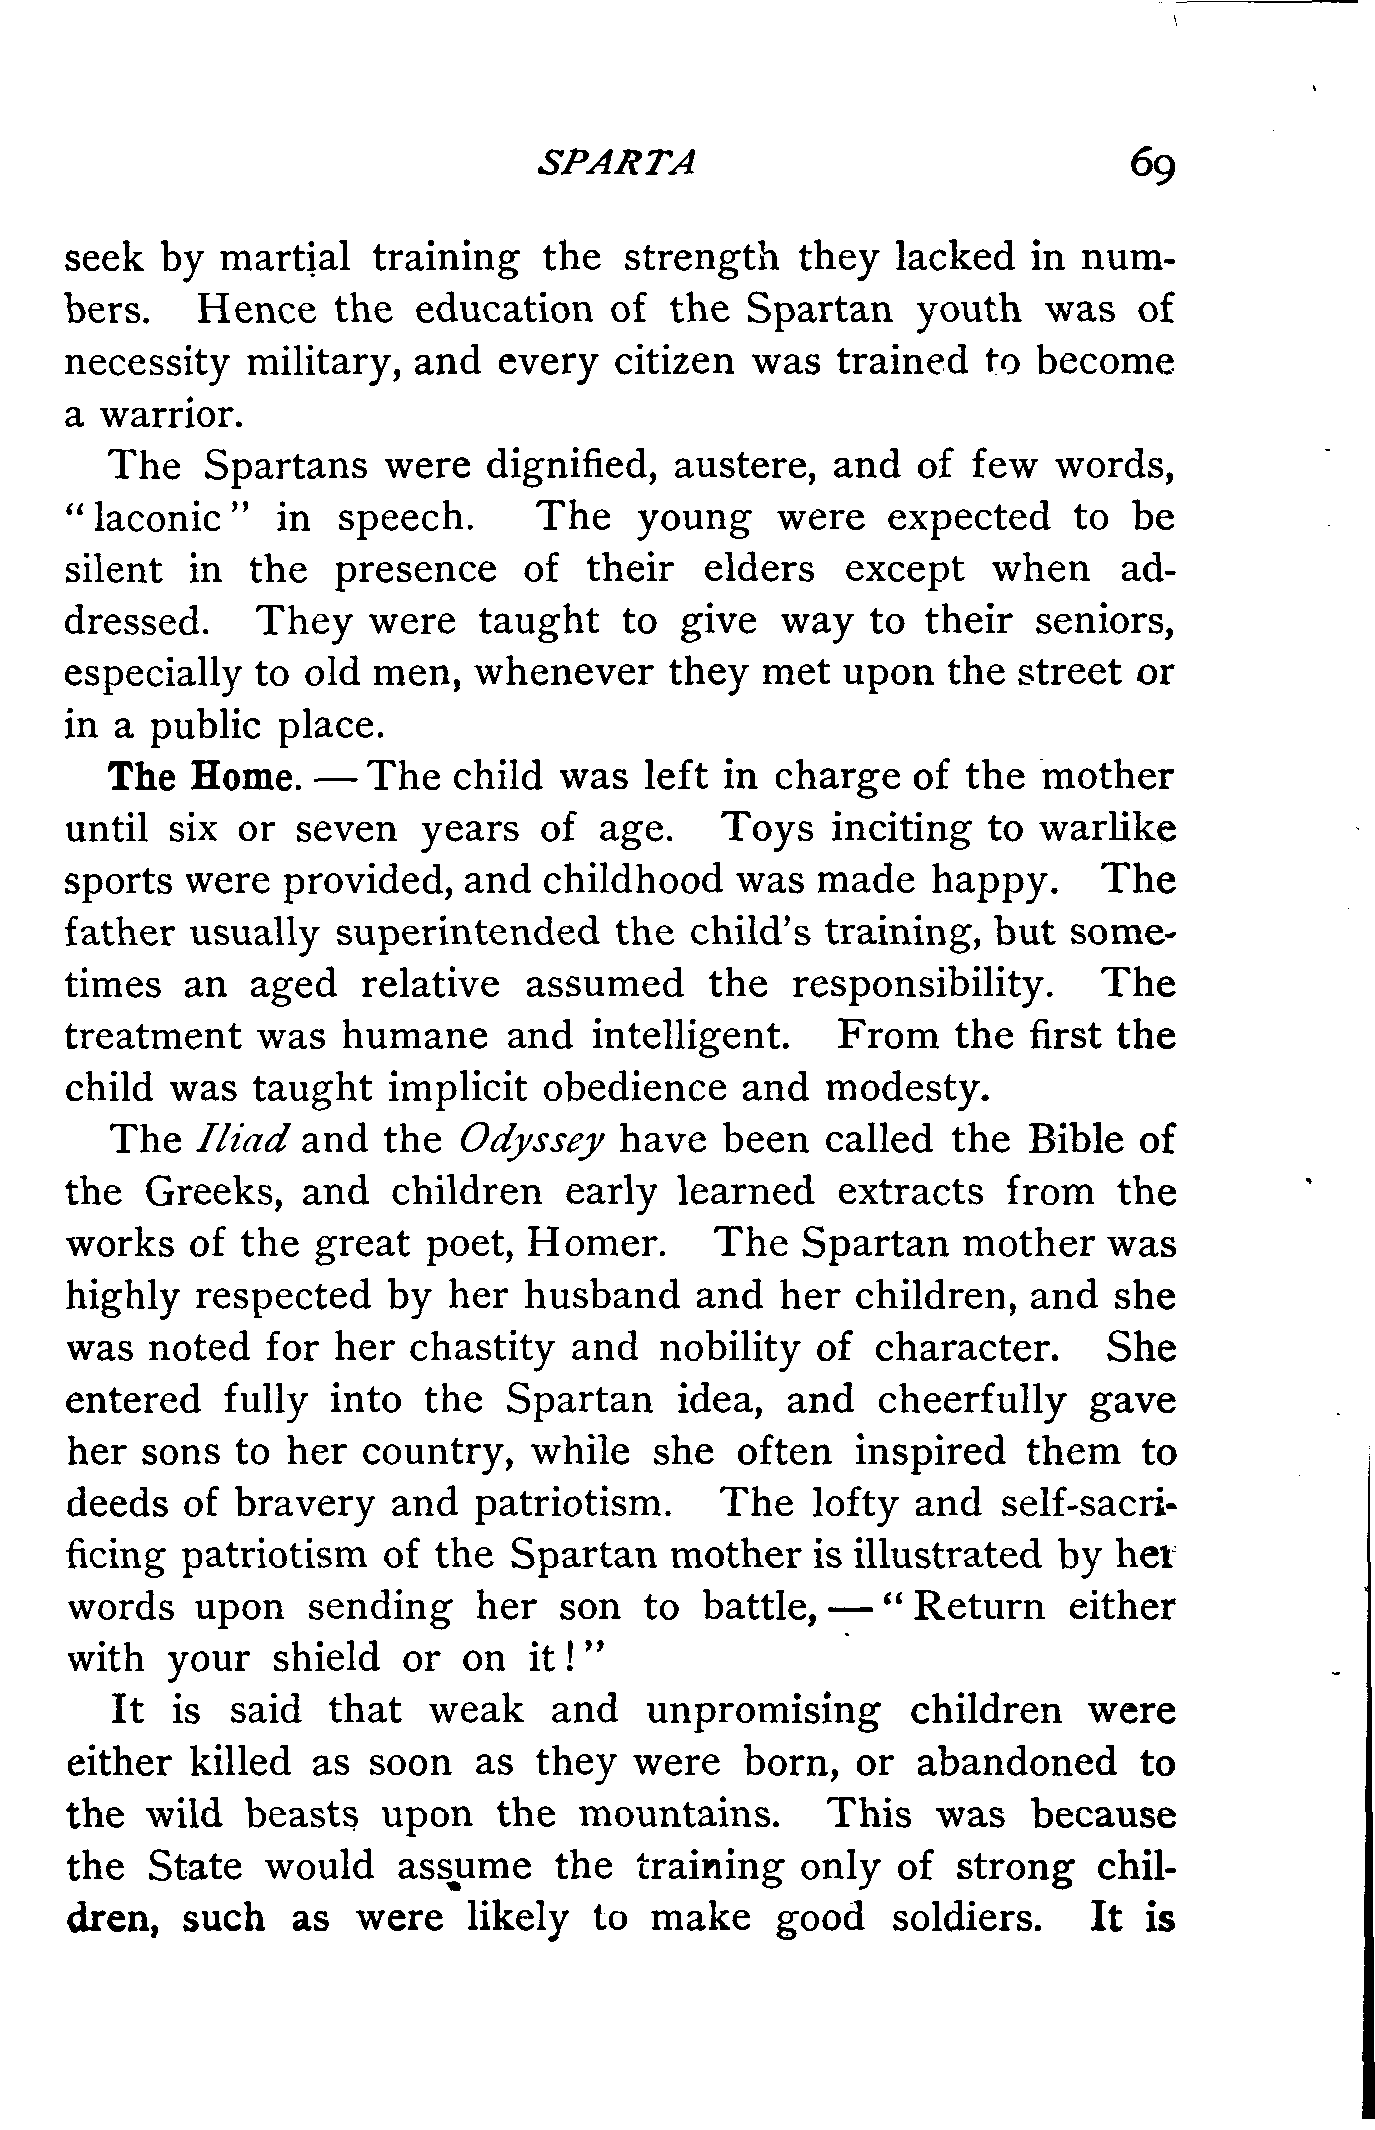 SPARTA 69
seek by martial training the strength they lacked in num-
bers. Hence the education of the Spartan youth was of
necessity military, and every citizen was trained to become
a warrior.
The Spartans were dignified, austere, and of few words,
"laconic" in speech. The young were expected to be
silent in the presence of their elders except when ad-
dressed. They were taught to give way to their seniors,
especially to old men, whenever they met upon the street or
in a public place.
The Home. — The child was left in charge of the mother
until six or seven years of age. Toys inciting to warlike
sports were provided, and childhood was made happy. The
father usually superintended the child's training, but some-
times an aged relative assumed the responsibility. The
treatment was humane and intelligent. From the first the
child was taught implicit obedience and modesty.
The Iliad and the Odyssey have been called the Bible of
the Greeks, and children early learned extracts from the
works of the great poet, Homer. The Spartan mother was
highly respected by her husband and her children, and she
was noted for her chastity and nobility of character. She
entered fully into the Spartan idea, and cheerfully gave
her sons to her country, while she often inspired them to
deeds of bravery and patriotism. The lofty and self-sacri-
ficing patriotism of the Spartan mother is illustrated by her
words upon sending her son to battle, — "Return either
with your shield or on it!"
It is said that weak and unpromising children were
either killed as soon as they were born, or abandoned to
the wild beasts upon the mountains. This was because
the State would assume the training only of strong chil-
dren, such as were likely to make good soldiers. It is